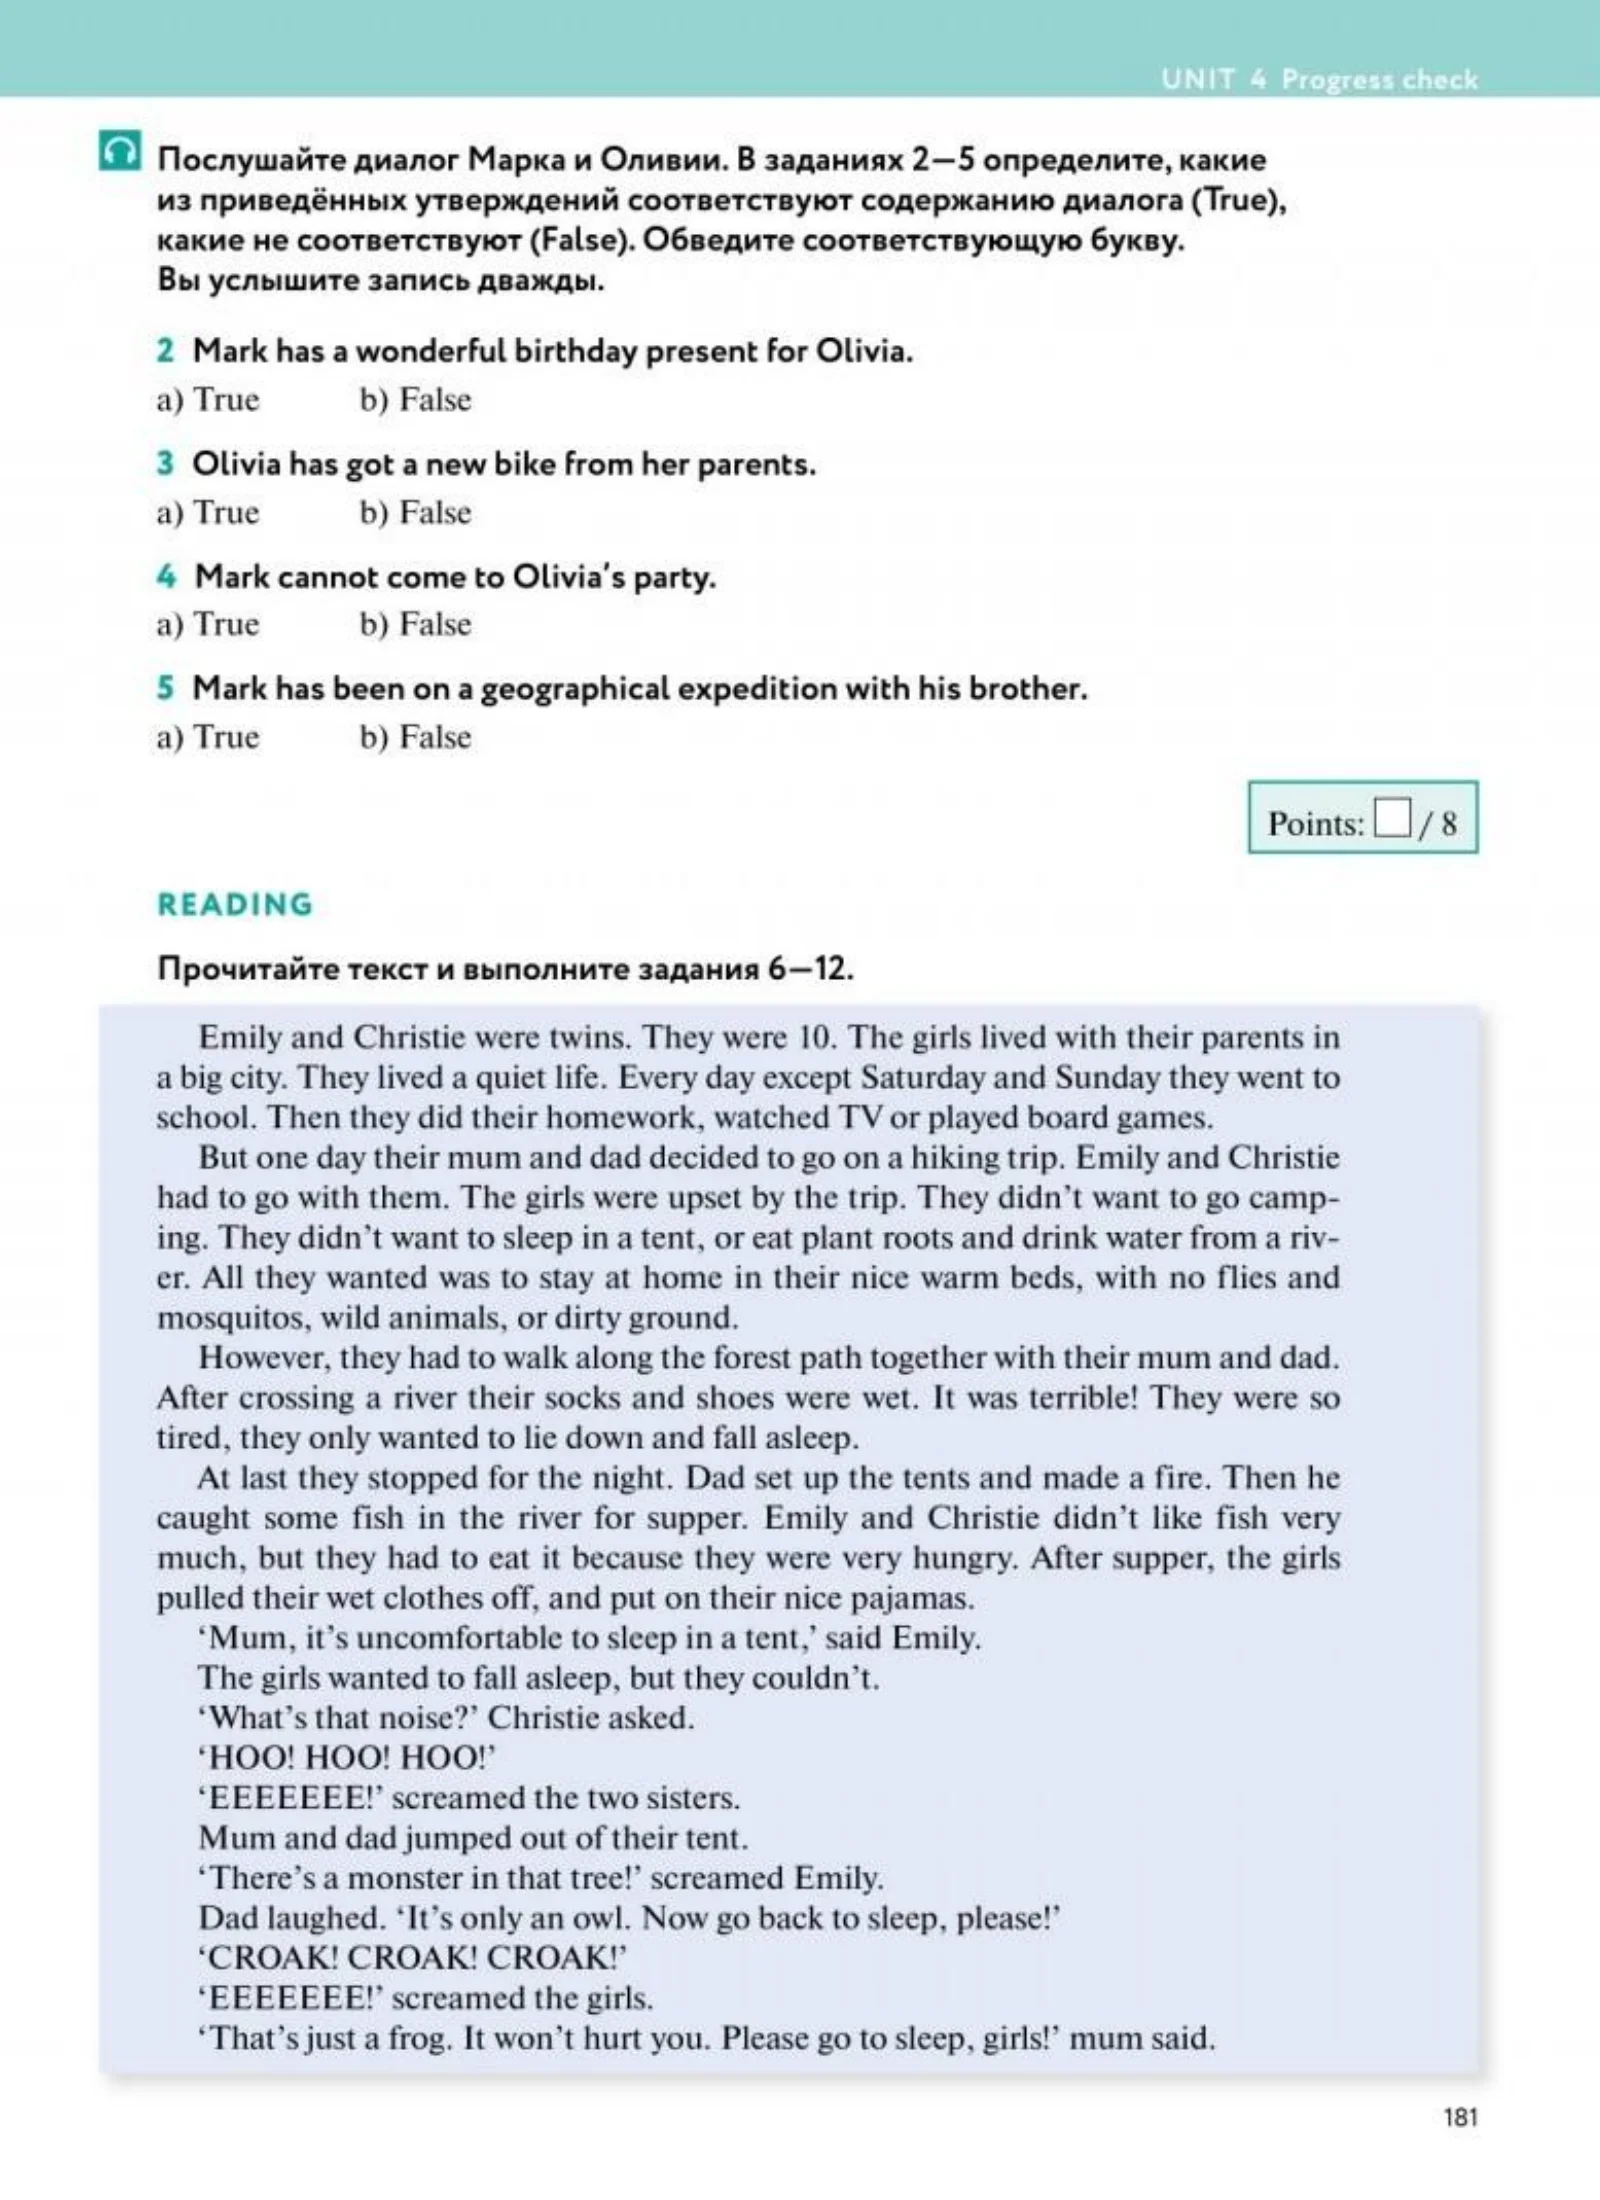 UNIT 4 Progress check
Послушайте диалог Марка и Оливии. В заданиях 2—5 определите, какие
из приведённых утверждений соответствуют содержанию диалога (True),
какие не соответствуют (False). Обведите соответствующую букву.
Вы услышите запись дважды.
2 Mark has a wonderful birthday present for Olivia.
a) True b) False
3 Olivia has got a new bike from her parents.
a) True b) False
4 Mark cannot come to Olivia's party.
a) True b) False
5 Mark has been on a geographical expedition with his brother.
a) True b) False
Points: / 8
READING
Прочитайте текст и выполните задания 6—12.
Emily and Christie were twins. They were 10. The girls lived with their parents in
a big city. They lived a quiet life. Every day except Saturday and Sunday they went to
school. Then they did their homework, watched TV or played board games.
But one day their mum and dad decided to go on a hiking trip. Emily and Christie
had to go with them. The girls were upset by the trip. They didn't want to go camp-
ing. They didn't want to sleep in a tent, or eat plant roots and drink water from a riv-
er. All they wanted was to stay at home in their nice warm beds, with no flies and
mosquitos, wild animals, or dirty ground.
However, they had to walk along the forest path together with their mum and dad.
After crossing a river their socks and shoes were wet. It was terrible! They were so
tired, they only wanted to lie down and fall asleep.
At last they stopped for the night. Dad set up the tents and made a fire. Then he
caught some fish in the river for supper. Emily and Christie didn't like fish very
much, but they had to eat it because they were very hungry. After supper, the girls
pulled their wet clothes off, and put on their nice pajamas.
‘Mum, it's uncomfortable to sleep in a tent,’ said Emily.
The girls wanted to fall asleep, but they couldn't.
‘What's that noise?’ Christie asked.
‘HOO! HOO! HOO!’
‘EEEEEEE!’ screamed the two sisters.
Mum and dad jumped out of their tent.
‘There's a monster in that tree!’ screamed Emily.
Dad laughed. ‘It's only an owl. Now go back to sleep, please!’
‘CROAK! CROAK! CROAK!’
‘EEEEEEE!’ screamed the girls.
‘That's just a frog. It won't hurt you. Please go to sleep, girls!’ mum said.
181